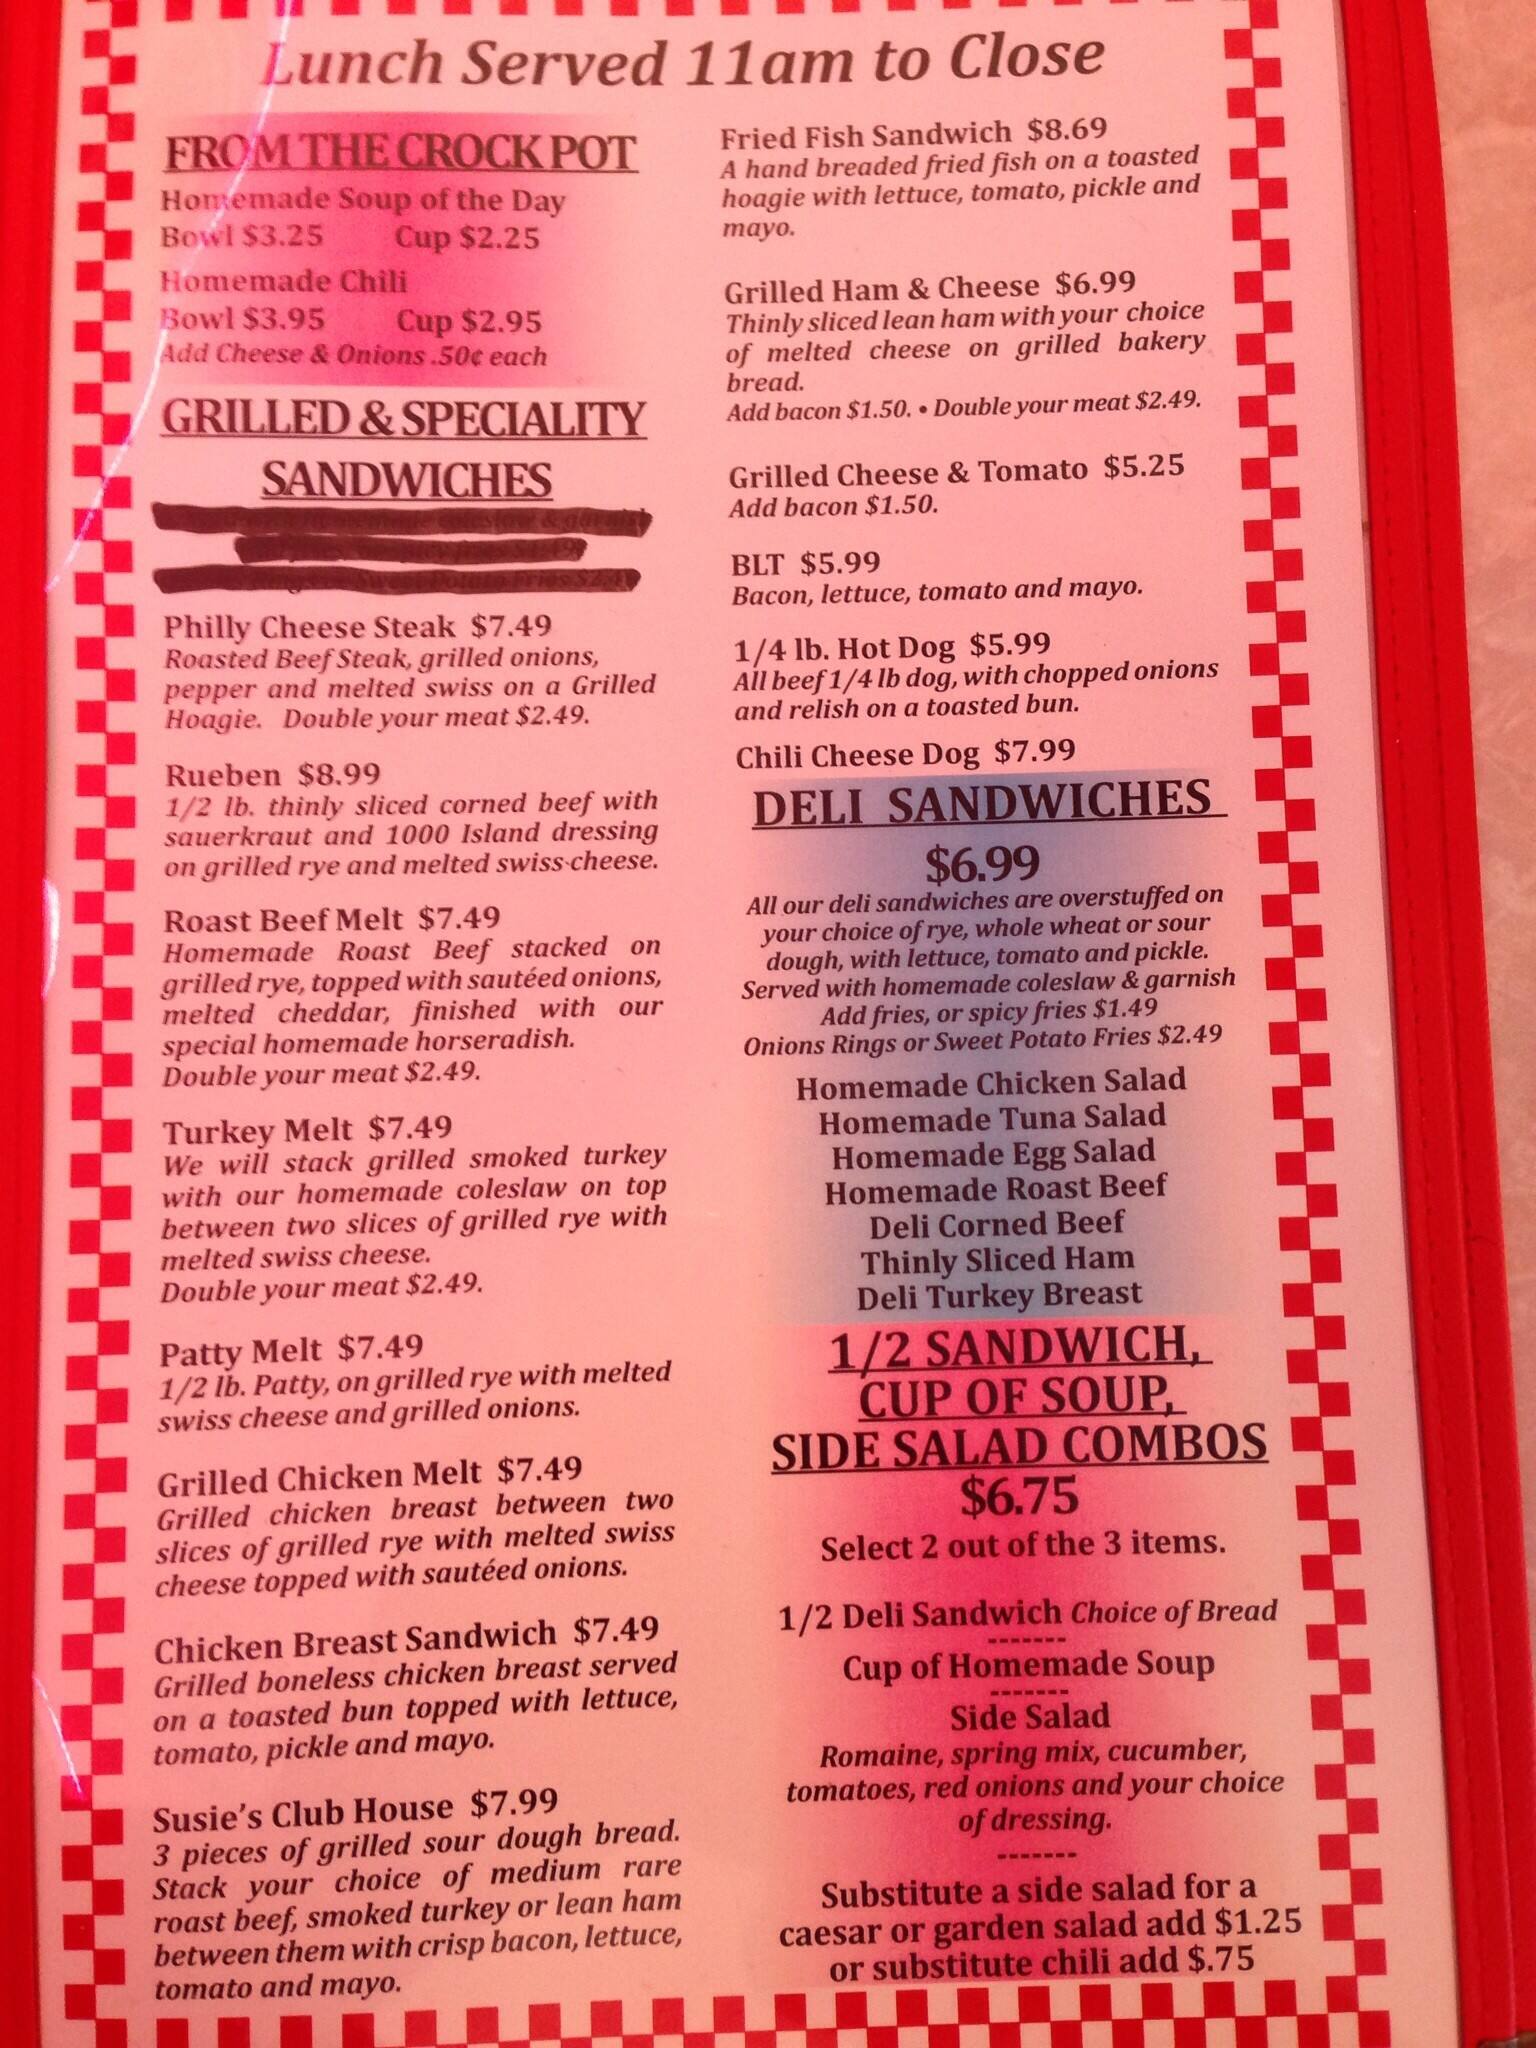 Lunch Served 11am to Close
FROM THE CROCK POT
Homemade Soup of the Day
Bowl $3.25 Cup $2.25
Homemade Chili
Bowl $3.95 Cup $2.95
Add Cheese & Onions .50¢ each
GRILLED & SPECIALITY
SANDWICHES
coleslaw & garnish
fries $1.49
Rings or Sweet Potato Fries $2.49
Philly Cheese Steak $7.49
Roasted Beef Steak, grilled onions,
pepper and melted swiss on a Grilled
Hoagie. Double your meat $2.49.
Rueben $8.99
1/2 lb. thinly sliced corned beef with
sauerkraut and 1000 Island dressing
on grilled rye and melted swiss cheese.
Roast Beef Melt $7.49
Homemade Roast Beef stacked on
grilled rye, topped with sautéed onions,
melted cheddar, finished with our
special homemade horseradish.
Double your meat $2.49.
Turkey Melt $7.49
We will stack grilled smoked turkey
with our homemade coleslaw on top
between two slices of grilled rye with
melted swiss cheese.
Double your meat $2.49.
Patty Melt $7.49
1/2 lb. Patty, on grilled rye with melted
swiss cheese and grilled onions.
Grilled Chicken Melt $7.49
Grilled chicken breast between two
slices of grilled rye with melted swiss
cheese topped with sautéed onions.
Chicken Breast Sandwich $7.49
Grilled boneless chicken breast served
on a toasted bun topped with lettuce,
tomato, pickle and mayo.
Susie's Club House $7.99
3 pieces of grilled sour dough bread.
Stack your choice of medium rare
roast beef, smoked turkey or lean ham
between them with crisp bacon, lettuce,
tomato and mayo.
Fried Fish Sandwich $8.69
A hand breaded fried fish on a toasted
hoagie with lettuce, tomato, pickle and
mayo.
Grilled Ham & Cheese $6.99
Thinly sliced lean ham with your choice
of melted cheese on grilled bakery
bread.
Add bacon $1.50. • Double your meat $2.49.
Grilled Cheese & Tomato $5.25
Add bacon $1.50.
BLT $5.99
Bacon, lettuce, tomato and mayo.
1/4 lb. Hot Dog $5.99
All beef 1/4 lb dog, with chopped onions
and relish on a toasted bun.
Chili Cheese Dog $7.99
DELI SANDWICHES
$6.99
All our deli sandwiches are overstuffed on
your choice of rye, whole wheat or sour
dough, with lettuce, tomato and pickle.
Served with homemade coleslaw & garnish
Add fries, or spicy fries $1.49
Onions Rings or Sweet Potato Fries $2.49
Homemade Chicken Salad
Homemade Tuna Salad
Homemade Egg Salad
Homemade Roast Beef
Deli Corned Beef
Thinly Sliced Ham
Deli Turkey Breast
1/2 SANDWICH,
CUP OF SOUP,
SIDE SALAD COMBOS
$6.75
Select 2 out of the 3 items.
1/2 Deli Sandwich Choice of Bread
-------
Cup of Homemade Soup
-------
Side Salad
Romaine, spring mix, cucumber,
tomatoes, red onions and your choice
of dressing.
-------
Substitute a side salad for a
caesar or garden salad add $1.25
or substitute chili add $.75